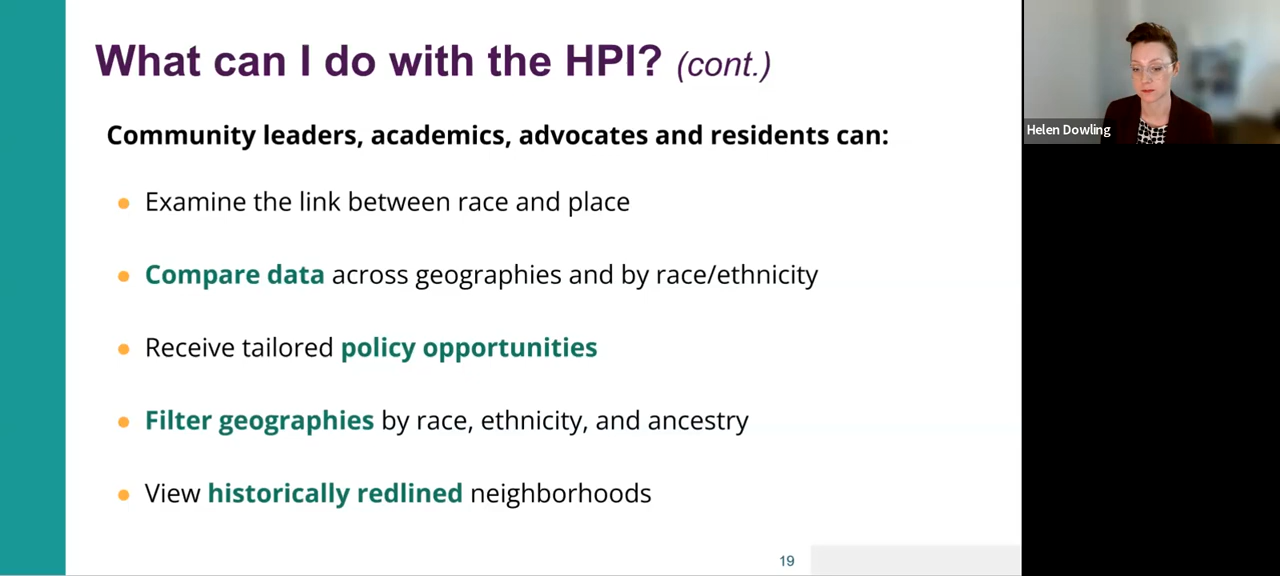 What can I do with the HPI? (cont.)
Community leaders, academics, advocates and residents can:
Examine the link between race and place
Compare data across geographies and by race/ethnicity
Receive tailored policy opportunities
Filter geographies by race, ethnicity, and ancestry
View historically redlined neighborhoods
19
Helen Dowling